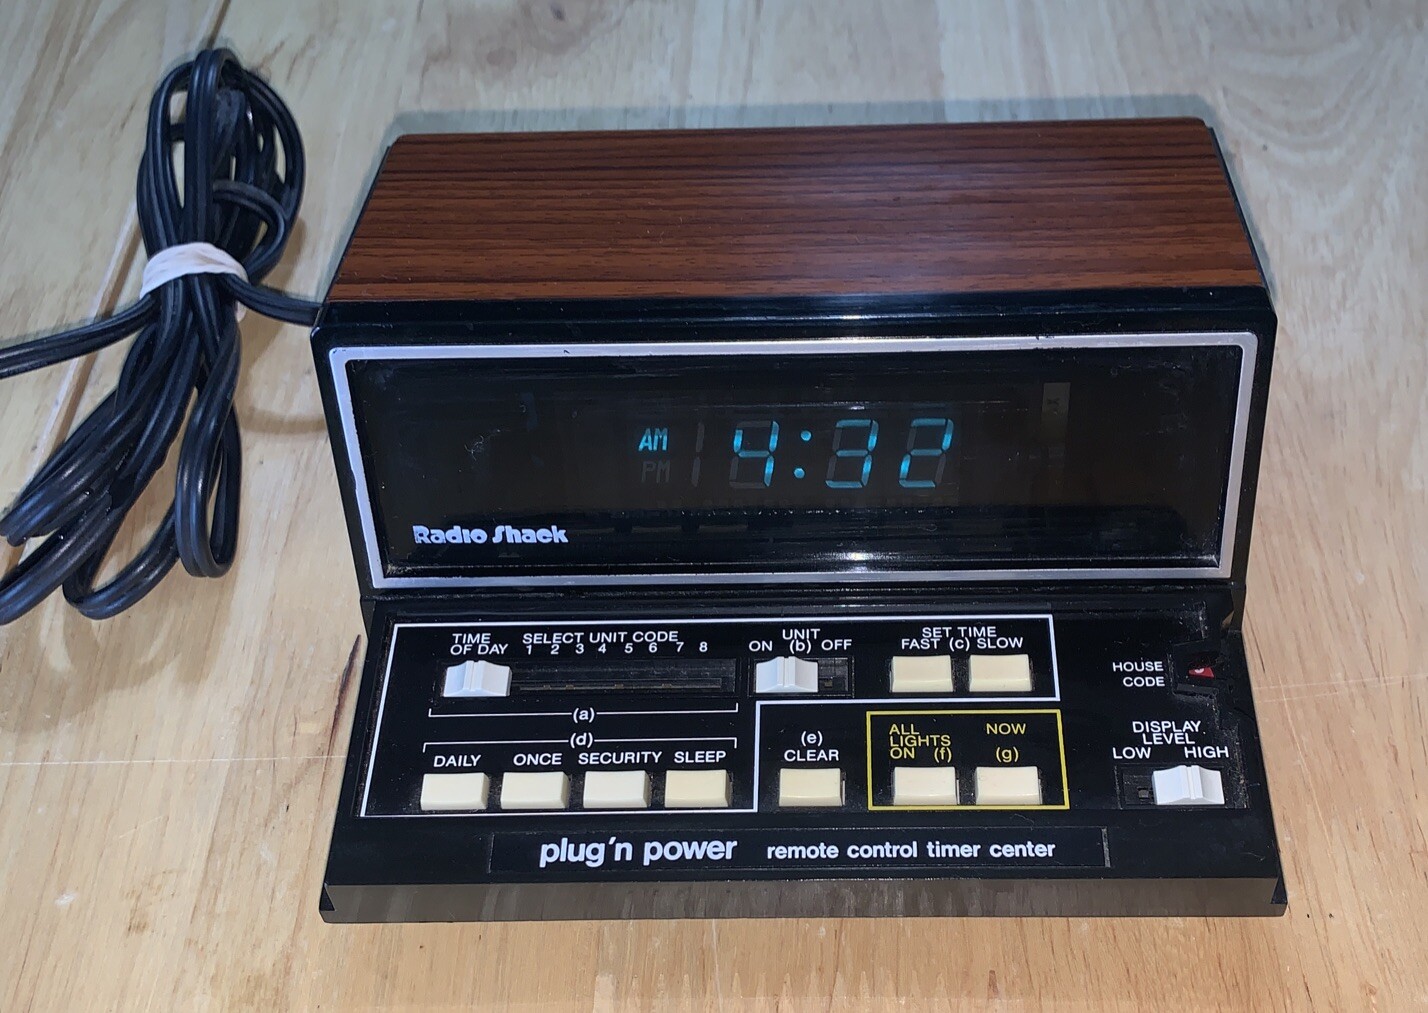 AM 4:32
PM
Radio Shack
TIME
OF DAY
SELECT UNIT CODE
1 2 3 4 5 6 7 8
UNIT
ON (b) OFF
SET TIME
FAST (c) SLOW
HOUSE
CODE
(a)
(d)
DAILY ONCE SECURITY SLEEP
(e)
CLEAR
ALL
LIGHTS
ON (f)
NOW
(g)
DISPLAY
LEVEL
LOW HIGH
plug'n power remote control timer center